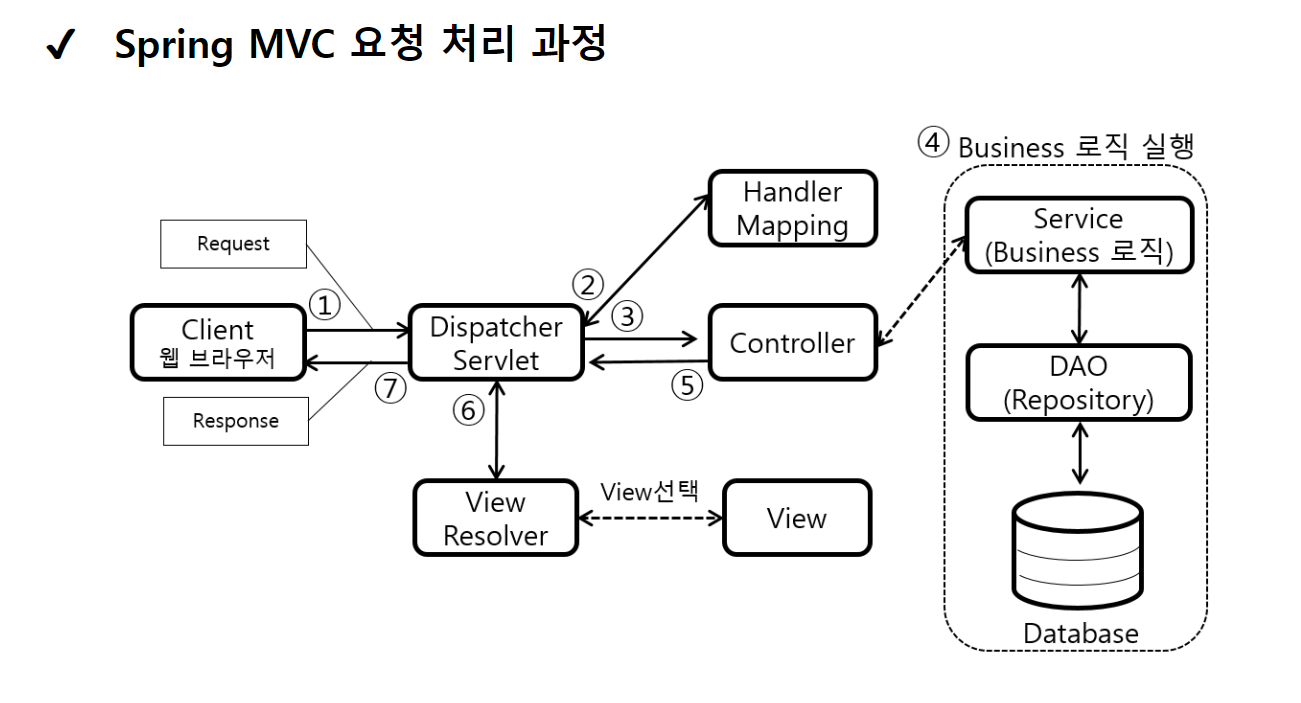 ✓ Spring MVC 요청 처리 과정
④ Business 로직 실행
Handler
Mapping
Service
(Business 로직)
Request
②
①
③
Client
웹 브라우저
Dispatcher
Servlet
Controller
DAO
(Repository)
⑦
⑥
⑤
Response
View
Resolver
View선택
View
Database